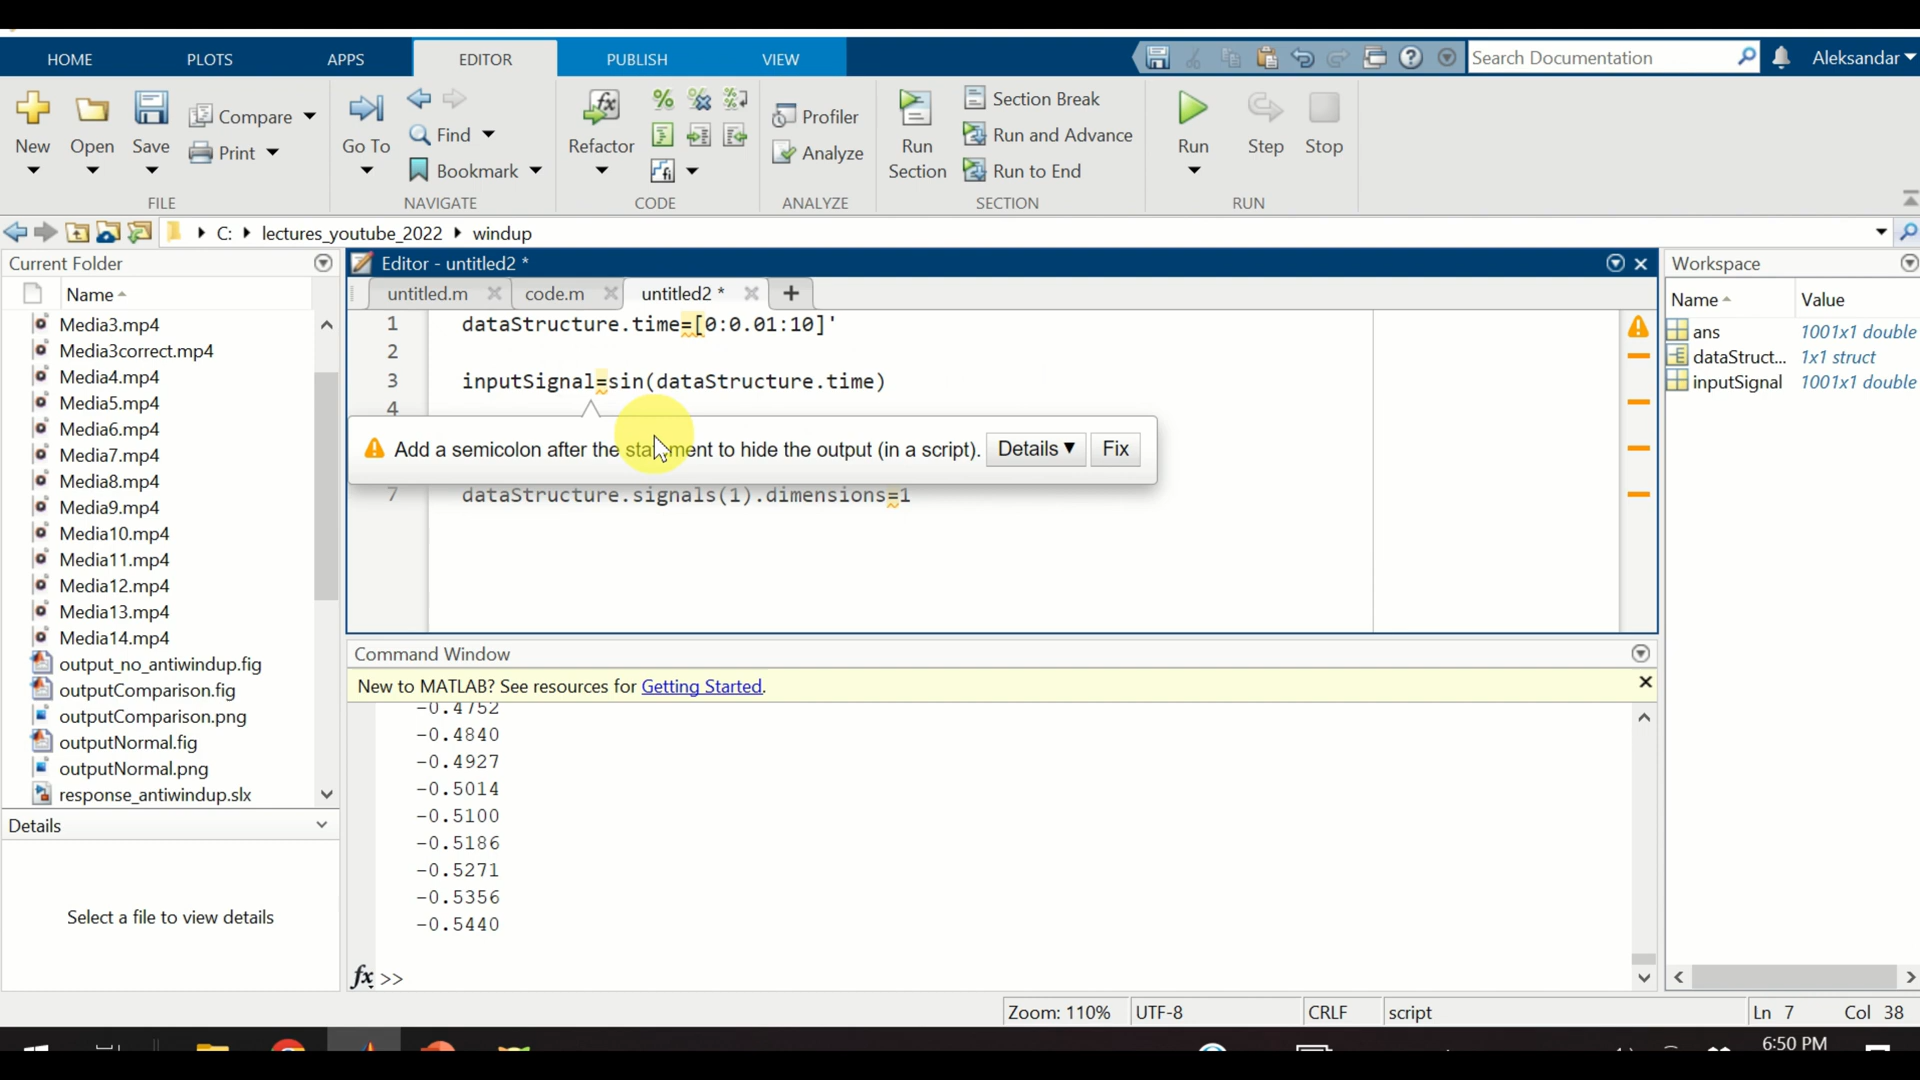 HOME PLOTS APPS EDITOR PUBLISH VIEW Search Documentation Aleksandar
New Open Save Compare Print Go To Find Bookmark Refactor Profiler Analyze Run Section Section Break Run and Advance Run to End Run Step Stop
FILE NAVIGATE CODE ANALYZE SECTION RUN
C: lectures_youtube_2022 windup
Current Folder
Name
Media3.mp4
Media3correct.mp4
Media4.mp4
Media5.mp4
Media6.mp4
Media7.mp4
Media8.mp4
Media9.mp4
Media10.mp4
Media11.mp4
Media12.mp4
Media13.mp4
Media14.mp4
output_no_antiwindup.fig
outputComparison.fig
outputComparison.png
outputNormal.fig
outputNormal.png
response_antiwindup.slx
Details
Select a file to view details
Editor - untitled2 *
untitled.m code.m untitled2 * +
1 dataStructure.time=[0:0.01:10]'
2
3 inputSignal=sin(dataStructure.time)
4
Add a semicolon after the statement to hide the output (in a script). Details Fix
7 dataStructure.signals(1).dimensions=1
Command Window
New to MATLAB? See resources for Getting Started.
-0.4752
-0.4840
-0.4927
-0.5014
-0.5100
-0.5186
-0.5271
-0.5356
-0.5440
fx >>
Workspace
Name Value
ans 1001x1 double
dataStruct... 1x1 struct
inputSignal 1001x1 double
Zoom: 110% UTF-8 CRLF script Ln 7 Col 38
6:50 PM